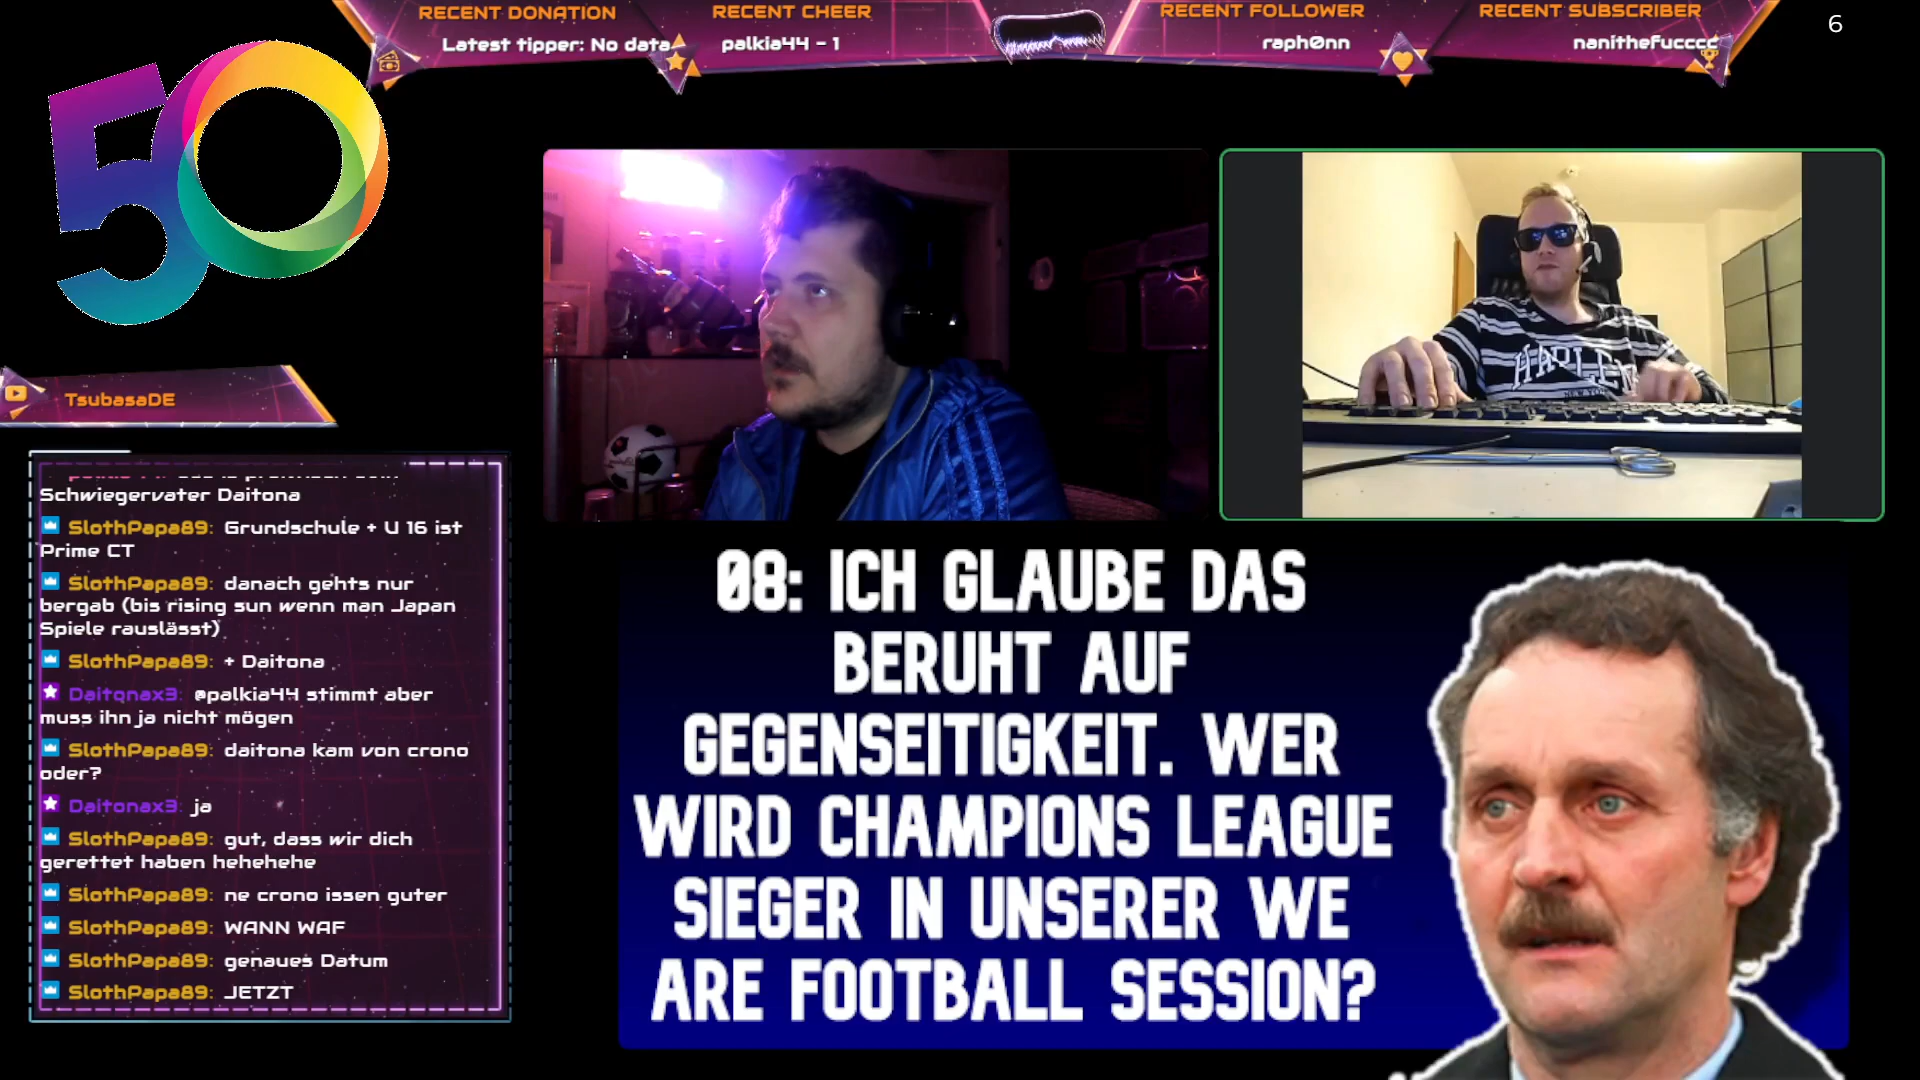 RECENT DONATION
Latest tipper: No data
RECENT CHEER
palkia44 - 1
RECENT FOLLOWER
raph0nn
RECENT SUBSCRIBER
nanithefucccc
6
50
TsubasaDE
Schwiegervater Daitona
SlothPapa89: Grundschule + U 16 ist
Prime CT
SlothPapa89: danach gehts nur
bergab (bis rising sun wenn man Japan
Spiele rauslässt)
SlothPapa89: + Daitona
Daitonax3: @palkia44 stimmt aber
muss ihn ja nicht mögen
SlothPapa89: daitona kam von crono
oder?
Daitonax3: ja
SlothPapa89: gut, dass wir dich
gerettet haben hehehehe
SlothPapa89: ne crono issen guter
SlothPapa89: WANN WAF
SlothPapa89: genaues Datum
SlothPapa89: JETZT
HARLEM
NEW YORK
08: ICH GLAUBE DAS
BERUHT AUF
GEGENSEITIGKEIT. WER
WIRD CHAMPIONS LEAGUE
SIEGER IN UNSERER WE
ARE FOOTBALL SESSION?